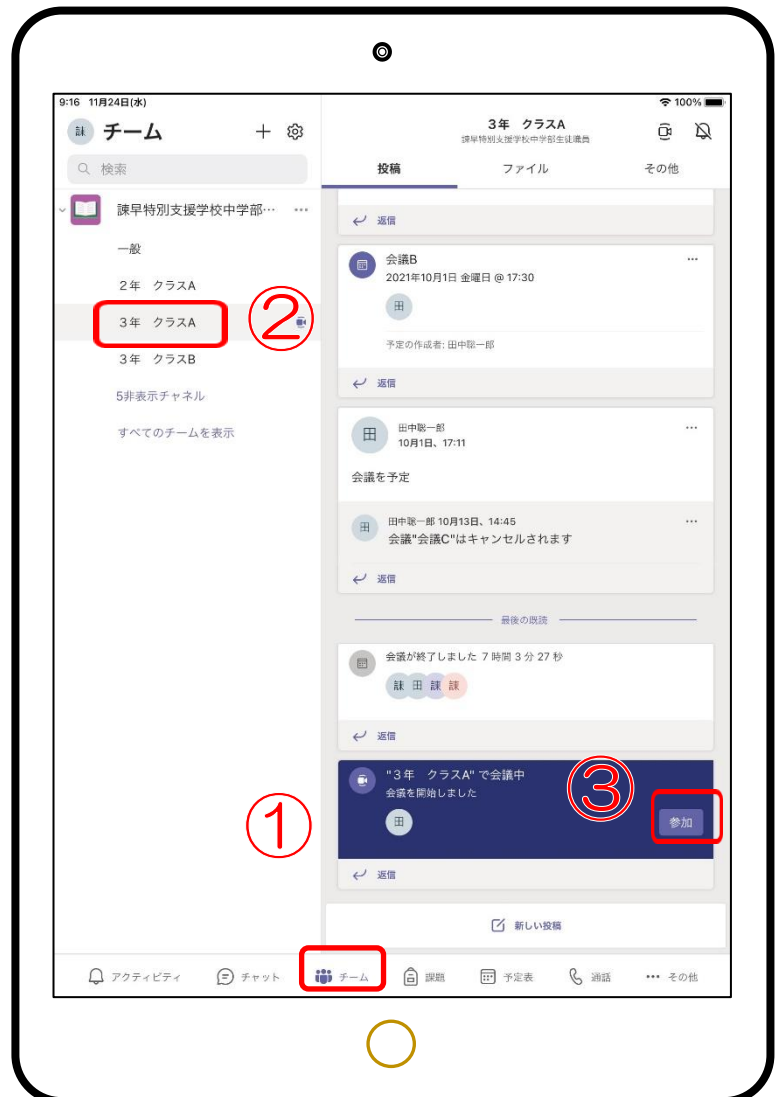 9:16 11月24日(水)
100%
諌 チーム
検索
諌早特別支援学校中学部… …
一般
2年 クラスA
②
3年 クラスA
3年 クラスB
5非表示チャネル
すべてのチームを表示
3年 クラスA
諌早特別支援学校中学部生徒職員
投稿 ファイル その他
返信
会議B
2021年10月1日 金曜日 @ 17:30
田
予定の作成者: 田中聡一郎
返信
田
田中聡一郎
10月1日、17:11
会議を予定
田
田中聡一郎 10月13日、14:45
会議"会議C"はキャンセルされます
返信
最後の既読
会議が終了しました 7 時間 3 分 27 秒
諌 田 諌 諌
返信
①
"3年 クラスA" で会議中
会議を開始しました
田
③
参加
返信
新しい投稿
アクティビティ チャット チーム 課題 予定表 通話 その他